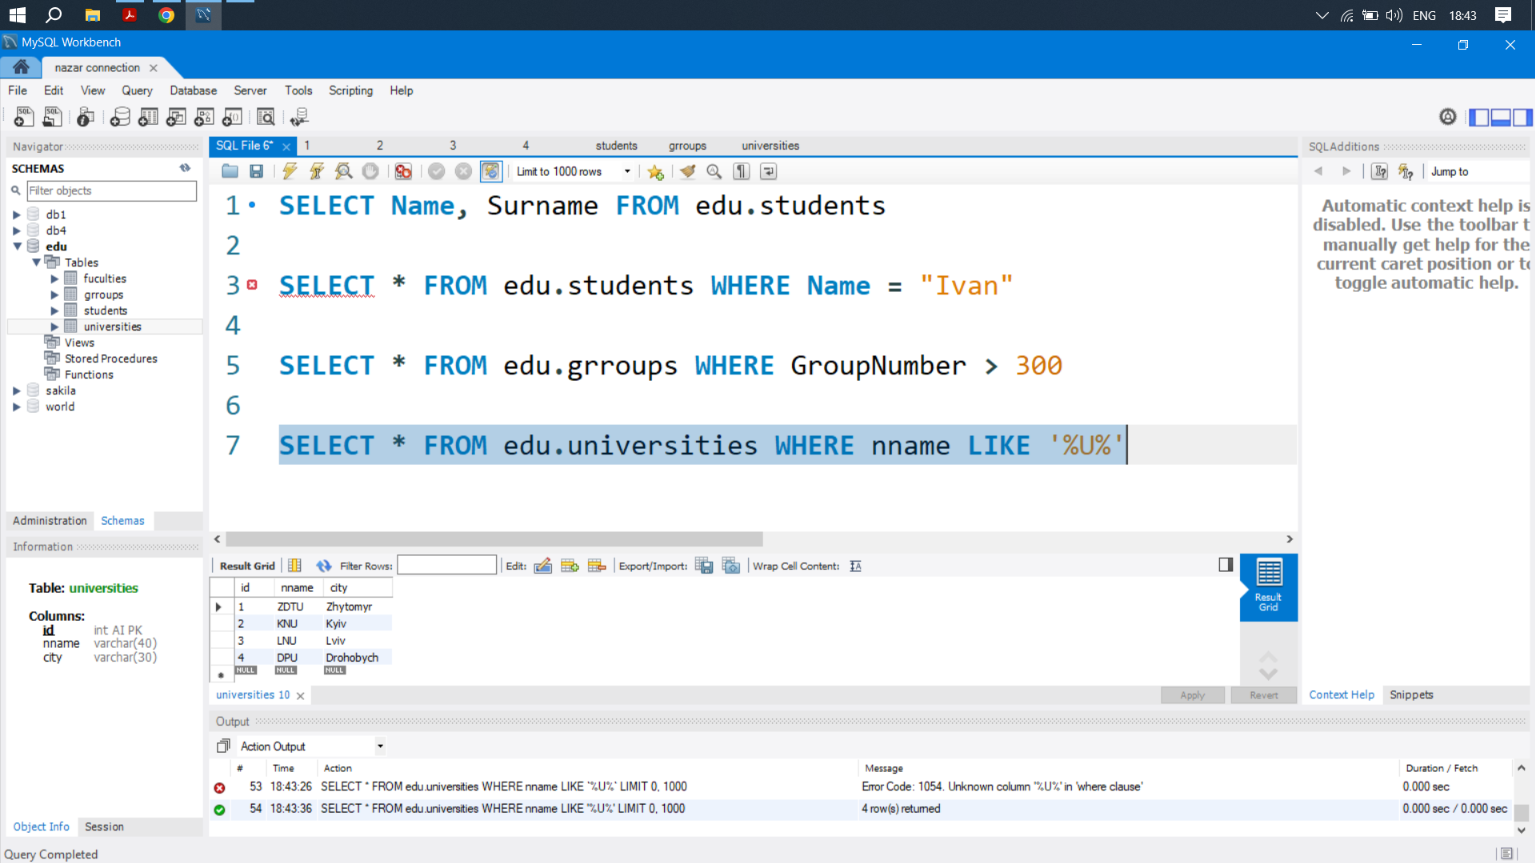 ENG 18:43
MySQL Workbench
nazar connection
File Edit View Query Database Server Tools Scripting Help
Navigator
SCHEMAS
Filter objects
db1
db4
edu
Tables
fuculties
grroups
students
universities
Views
Stored Procedures
Functions
sakila
world
Administration Schemas
Information
Table: universities
Columns:
id int AI PK
nname varchar(40)
city varchar(30)
Object Info Session
SQL File 6* 1 2 3 4 students grroups universities
Limit to 1000 rows
1 SELECT Name, Surname FROM edu.students
2
3 SELECT * FROM edu.students WHERE Name = "Ivan"
4
5 SELECT * FROM edu.grroups WHERE GroupNumber > 300
6
7 SELECT * FROM edu.universities WHERE nname LIKE '%U%'
Result Grid Filter Rows: Edit: Export/Import: Wrap Cell Content:
id nname city
1 ZDTU Zhytomyr
2 KNU Kyiv
3 LNU Lviv
4 DPU Drohobych
NULL NULL NULL
Result
Grid
universities 10
Apply Revert
SQLAdditions
Jump to
Automatic context help is
disabled. Use the toolbar t
manually get help for the
current caret position or to
toggle automatic help.
Context Help Snippets
Output
Action Output
# Time Action Message Duration / Fetch
53 18:43:26 SELECT * FROM edu.universities WHERE nname LIKE `%U%` LIMIT 0, 1000 Error Code: 1054. Unknown column '%U%' in 'where clause' 0.000 sec
54 18:43:36 SELECT * FROM edu.universities WHERE nname LIKE '%U%' LIMIT 0, 1000 4 row(s) returned 0.000 sec / 0.000 sec
Query Completed